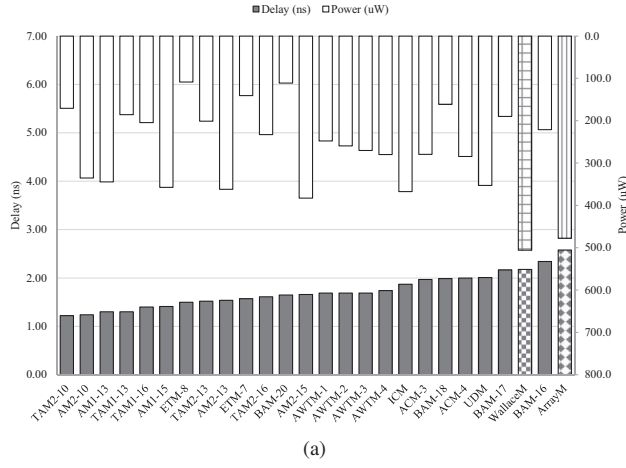 Delay (ns) Power (uW)
7.00
6.00
5.00
4.00
3.00
2.00
1.00
0.00
Delay (ns)
0.0
100.0
200.0
300.0
400.0
500.0
600.0
700.0
800.0
Power (uW)
TAM2-10
AM2-10
AM1-13
TAM1-13
TAM1-16
AM1-15
ETM-8
TAM2-13
AM2-13
ETM-7
TAM2-16
BAM-20
AM2-15
AWTM-1
AWTM-2
AWTM-3
AWTM-4
ICM
ACM-3
BAM-18
ACM-4
UDM
BAM-17
WallaceM
BAM-16
ArrayM
(a)